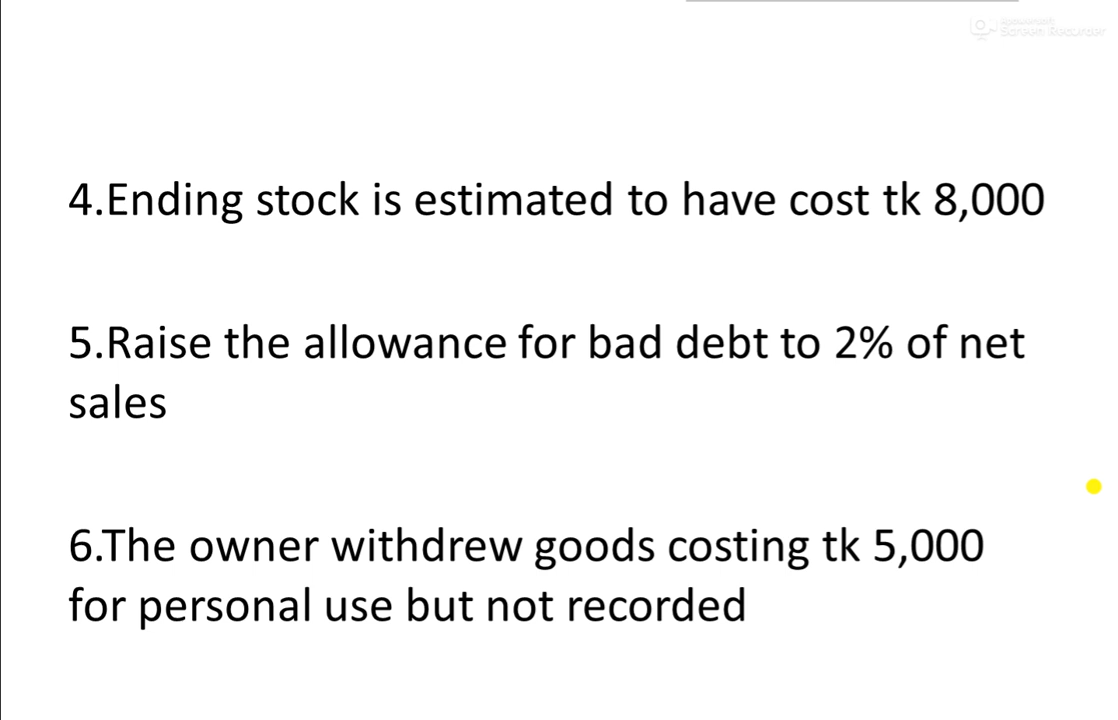 Screen Recorder
4.Ending stock is estimated to have cost tk 8,000
5.Raise the allowance for bad debt to 2% of net
sales
6.The owner withdrew goods costing tk 5,000
for personal use but not recorded